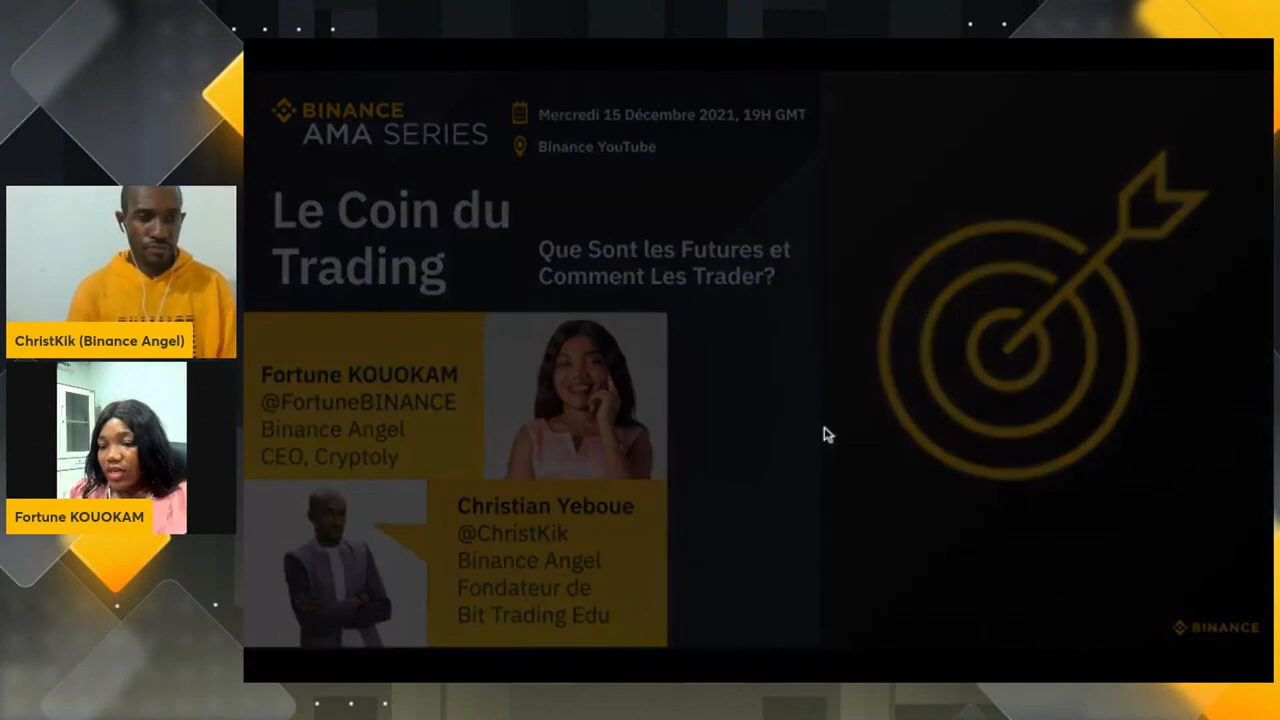 BINANCE
AMA SERIES
Mercredi 15 Décembre 2021, 19H GMT
Binance YouTube
Le Coin du
Trading
Que Sont les Futures et
Comment Les Trader?
Fortune KOUOKAM
@FortuneBINANCE
Binance Angel
CEO, Cryptoly
Christian Yeboue
@ChristKik
Binance Angel
Fondateur de
Bit Trading Edu
BINANCE
ChristKik (Binance Angel)
Fortune KOUOKAM